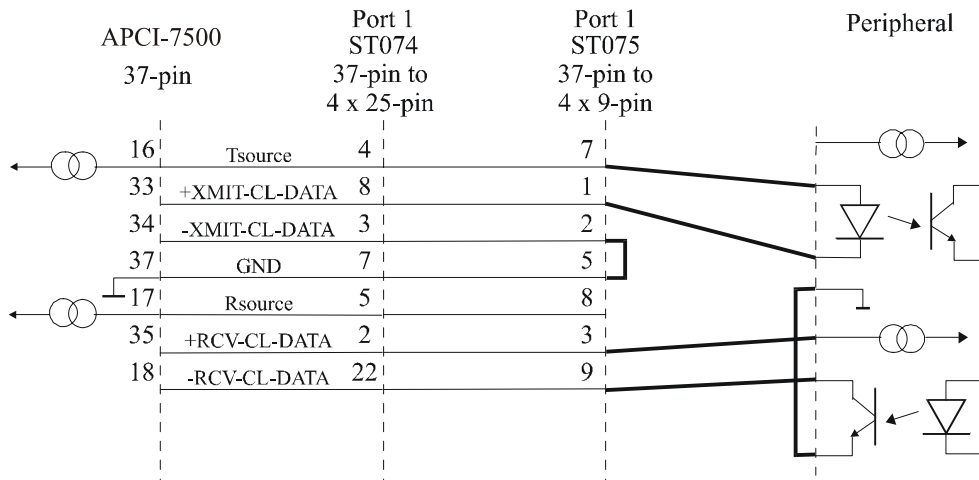 APCI-7500
37-pin
Port 1
ST074
37-pin to
4 x 25-pin
Port 1
ST075
37-pin to
4 x 9-pin
Peripheral
16 Tsource 4 7
33 +XMIT-CL-DATA 8 1
34 -XMIT-CL-DATA 3 2
37 GND 7 5
17 Rsource 5 8
35 +RCV-CL-DATA 2 3
18 -RCV-CL-DATA 22 9